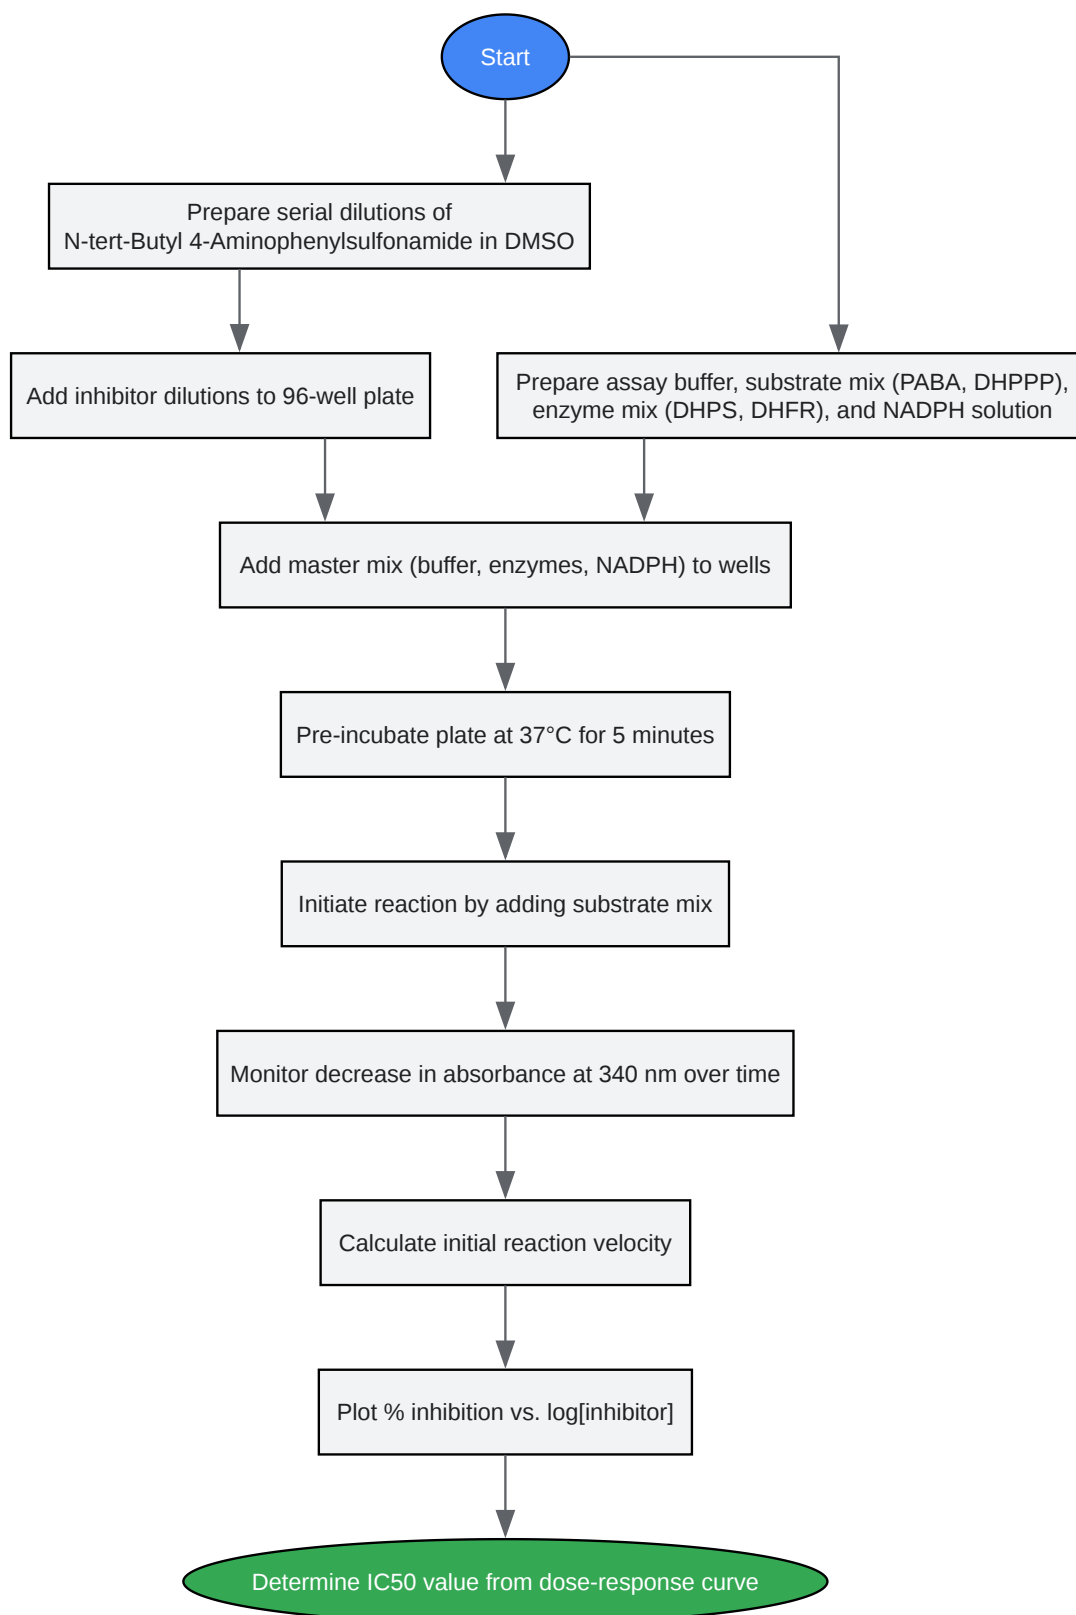 Start
Prepare serial dilutions of
N-tert-Butyl 4-Aminophenylsulfonamide in DMSO
Add inhibitor dilutions to 96-well plate
Prepare assay buffer, substrate mix (PABA, DHPPP),
enzyme mix (DHPS, DHFR), and NADPH solution
Add master mix (buffer, enzymes, NADPH) to wells
Pre-incubate plate at 37°C for 5 minutes
Initiate reaction by adding substrate mix
Monitor decrease in absorbance at 340 nm over time
Calculate initial reaction velocity
Plot % inhibition vs. log[inhibitor]
Determine IC50 value from dose-response curve